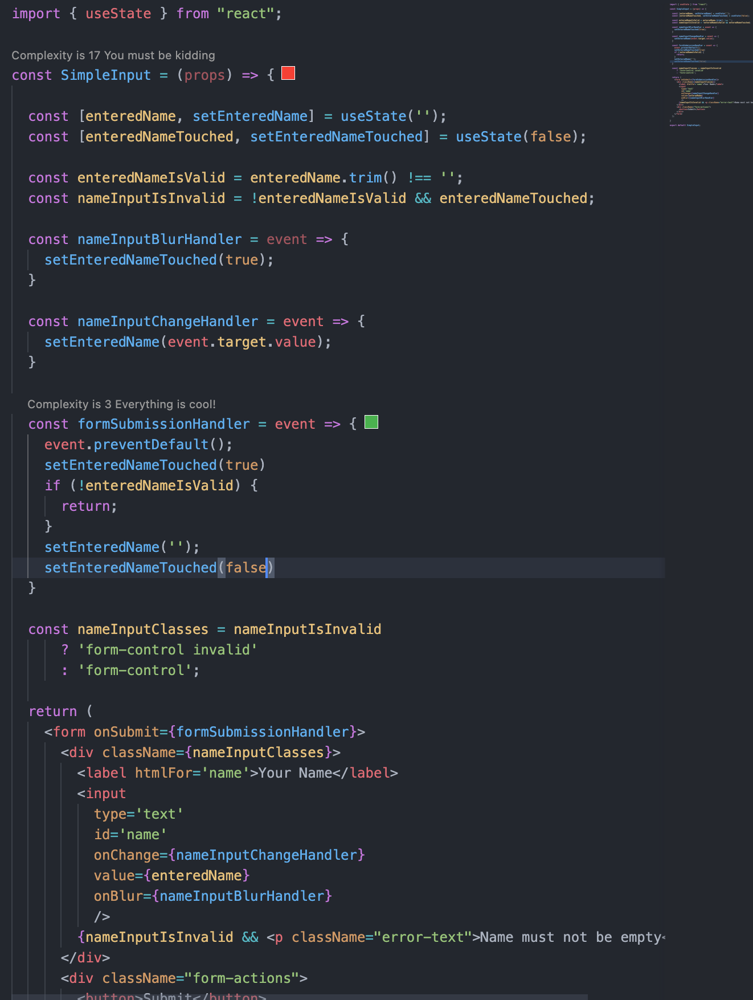 import { useState } from "react";
Complexity is 17 You must be kidding
const SimpleInput = (props) => {
const [enteredName, setEnteredName] = useState('');
const [enteredNameTouched, setEnteredNameTouched] = useState(false);
const enteredNameIsValid = enteredName.trim() !== '';
const nameInputIsInvalid = !enteredNameIsValid && enteredNameTouched;
const nameInputBlurHandler = event => {
setEnteredNameTouched(true);
}
const nameInputChangeHandler = event => {
setEnteredName(event.target.value);
}
Complexity is 3 Everything is cool!
const formSubmissionHandler = event => {
event.preventDefault();
setEnteredNameTouched(true)
if (!enteredNameIsValid) {
return;
}
setEnteredName('');
setEnteredNameTouched(false)
}
const nameInputClasses = nameInputIsInvalid
? 'form-control invalid'
: 'form-control';
return (
<form onSubmit={formSubmissionHandler}>
<div className={nameInputClasses}>
<label htmlFor='name'>Your Name</label>
<input
type='text'
id='name'
onChange={nameInputChangeHandler}
value={enteredName}
onBlur={nameInputBlurHandler}
/>
{nameInputIsInvalid && <p className="error-text">Name must not be empty<
</div>
<div className="form-actions">
<button>Submit</button>